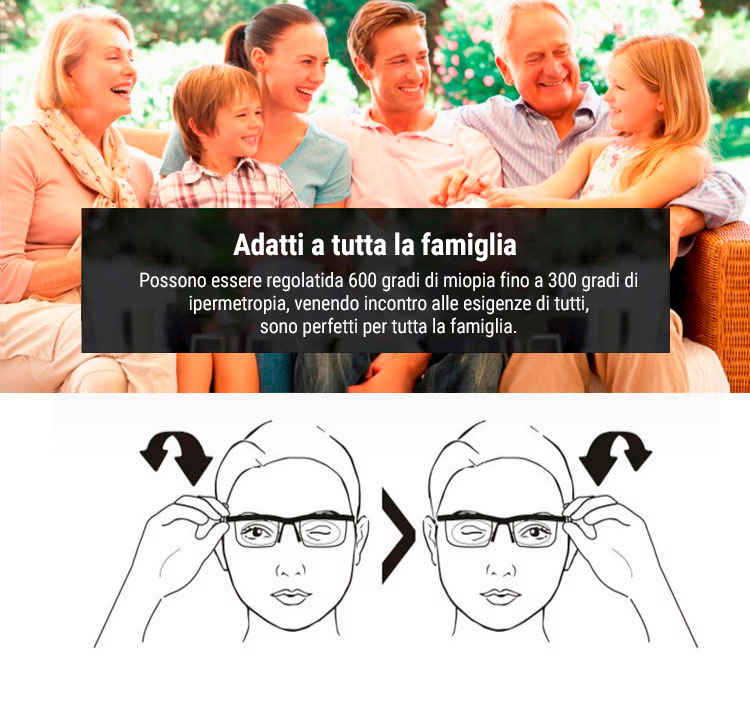 Adatti a tutta la famiglia
Possono essere regolatida 600 gradi di miopia fino a 300 gradi di
ipermetropia, venendo incontro alle esigenze di tutti,
sono perfetti per tutta la famiglia.